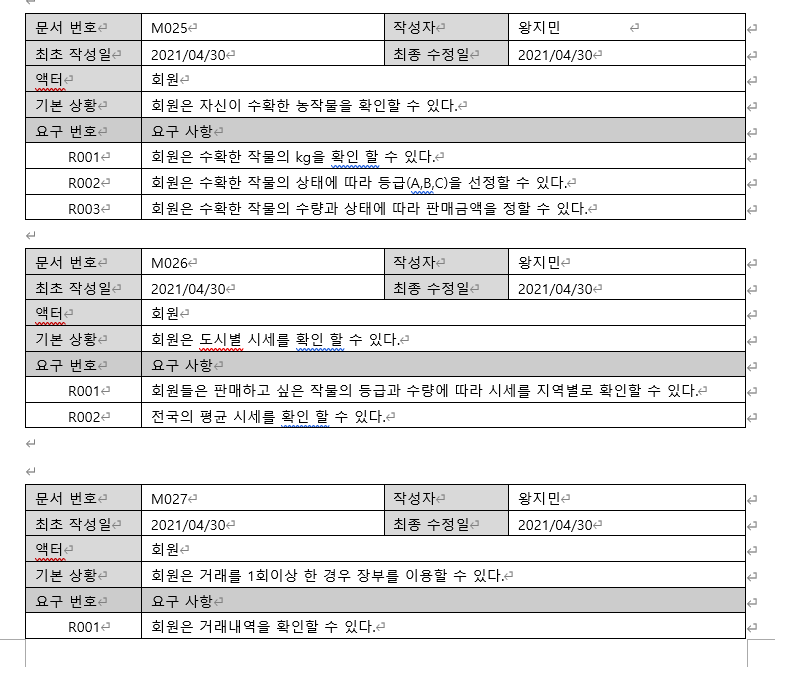 문서 번호 M025 작성자 왕지민
최초 작성일 2021/04/30 최종 수정일 2021/04/30
액터 회원
기본 상황 회원은 자신이 수확한 농작물을 확인할 수 있다.
요구 번호 요구 사항
R001 회원은 수확한 작물의 kg을 확인 할 수 있다.
R002 회원은 수확한 작물의 상태에 따라 등급(A,B,C)을 선정할 수 있다.
R003 회원은 수확한 작물의 수량과 상태에 따라 판매금액을 정할 수 있다.
문서 번호 M026 작성자 왕지민
최초 작성일 2021/04/30 최종 수정일 2021/04/30
액터 회원
기본 상황 회원은 도시별 시세를 확인 할 수 있다.
요구 번호 요구 사항
R001 회원들은 판매하고 싶은 작물의 등급과 수량에 따라 시세를 지역별로 확인할 수 있다.
R002 전국의 평균 시세를 확인 할 수 있다.
문서 번호 M027 작성자 왕지민
최초 작성일 2021/04/30 최종 수정일 2021/04/30
액터 회원
기본 상황 회원은 거래를 1회이상 한 경우 장부를 이용할 수 있다.
요구 번호 요구 사항
R001 회원은 거래내역을 확인할 수 있다.